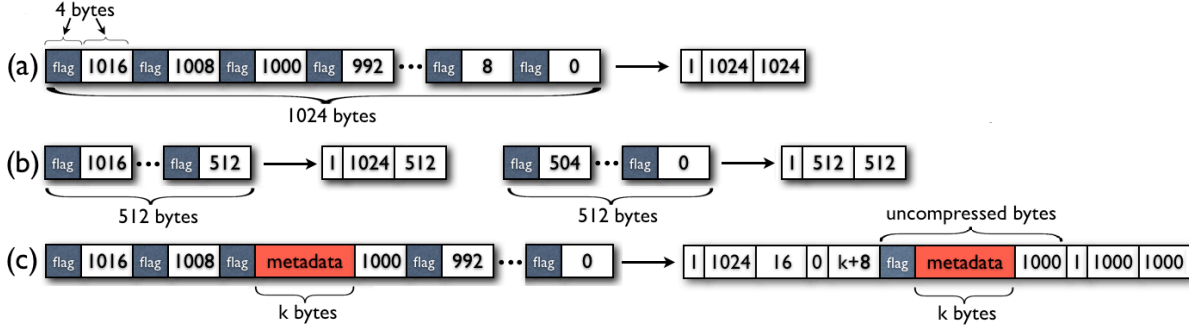 4 bytes
(a) flag 1016 flag 1008 flag 1000 flag 992 ••• flag 8 flag 0 1 1024 1024
1024 bytes
(b) flag 1016 ••• flag 512 1 1024 512 flag 504 ••• flag 0 1 512 512
512 bytes 512 bytes uncompressed bytes
(c) flag 1016 flag 1008 flag metadata 1000 flag 992 ••• flag 0 1 1024 16 0 k+8 flag metadata 1000 1 1000 1000
k bytes k bytes